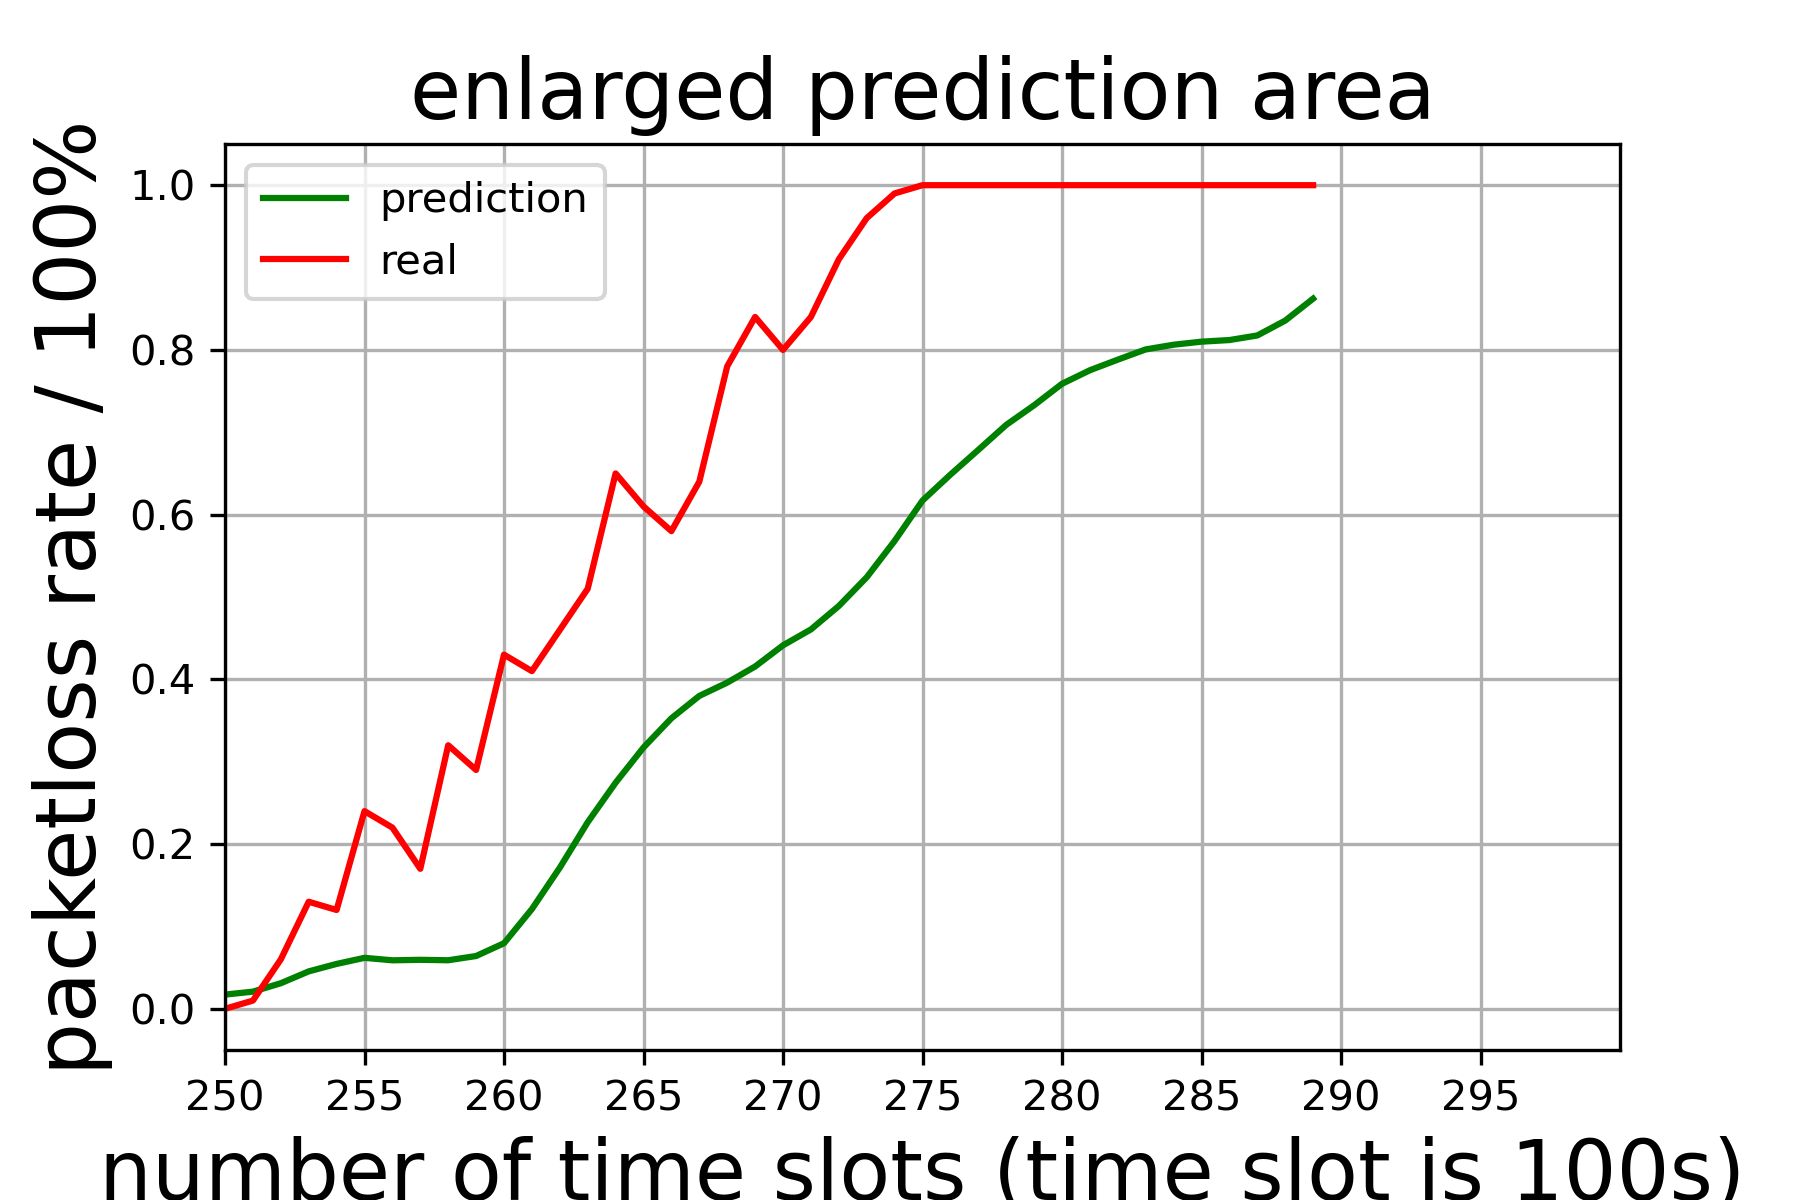 enlarged prediction area
packetloss rate / 100%
prediction
real
1.0
0.8
0.6
0.4
0.2
0.0
250 255 260 265 270 275 280 285 290 295
number of time slots (time slot is 100s)